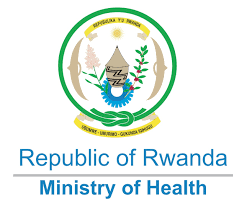 REPUBULIKA Y'U RWANDA
UBUMWE - UMURIMO - GUKUNDA IGIHUGU
Republic of Rwanda
Ministry of Health